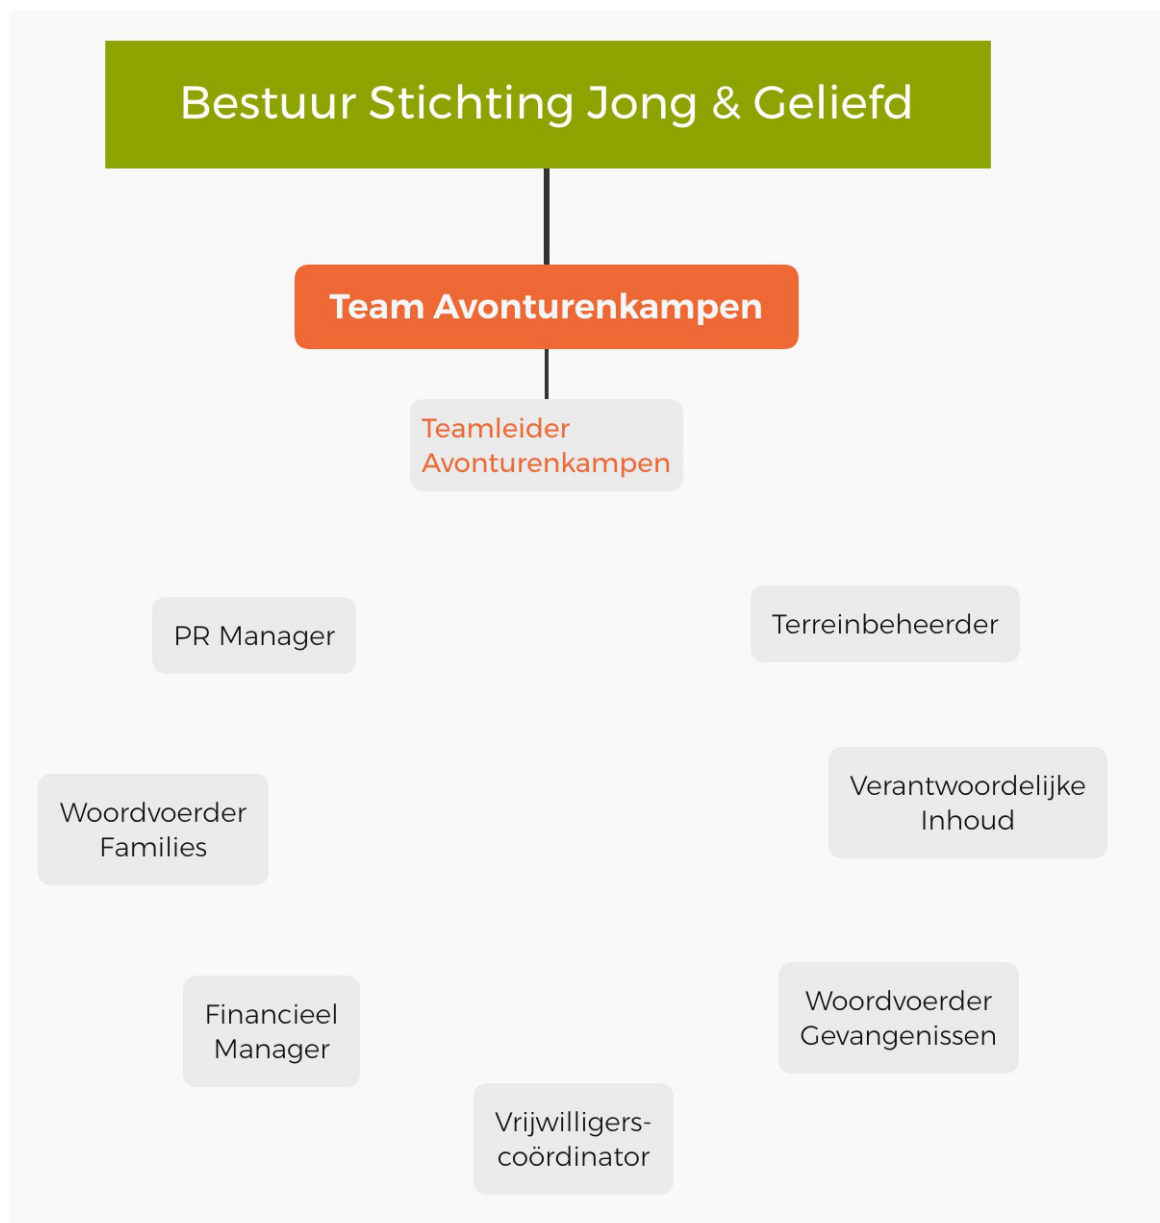 Bestuur Stichting Jong & Geliefd
Team Avonturenkampen
Teamleider
Avonturenkampen
PR Manager
Terreinbeheerder
Woordvoerder
Families
Verantwoordelijke
Inhoud
Financieel
Manager
Woordvoerder
Gevangenissen
Vrijwilligers-
coördinator